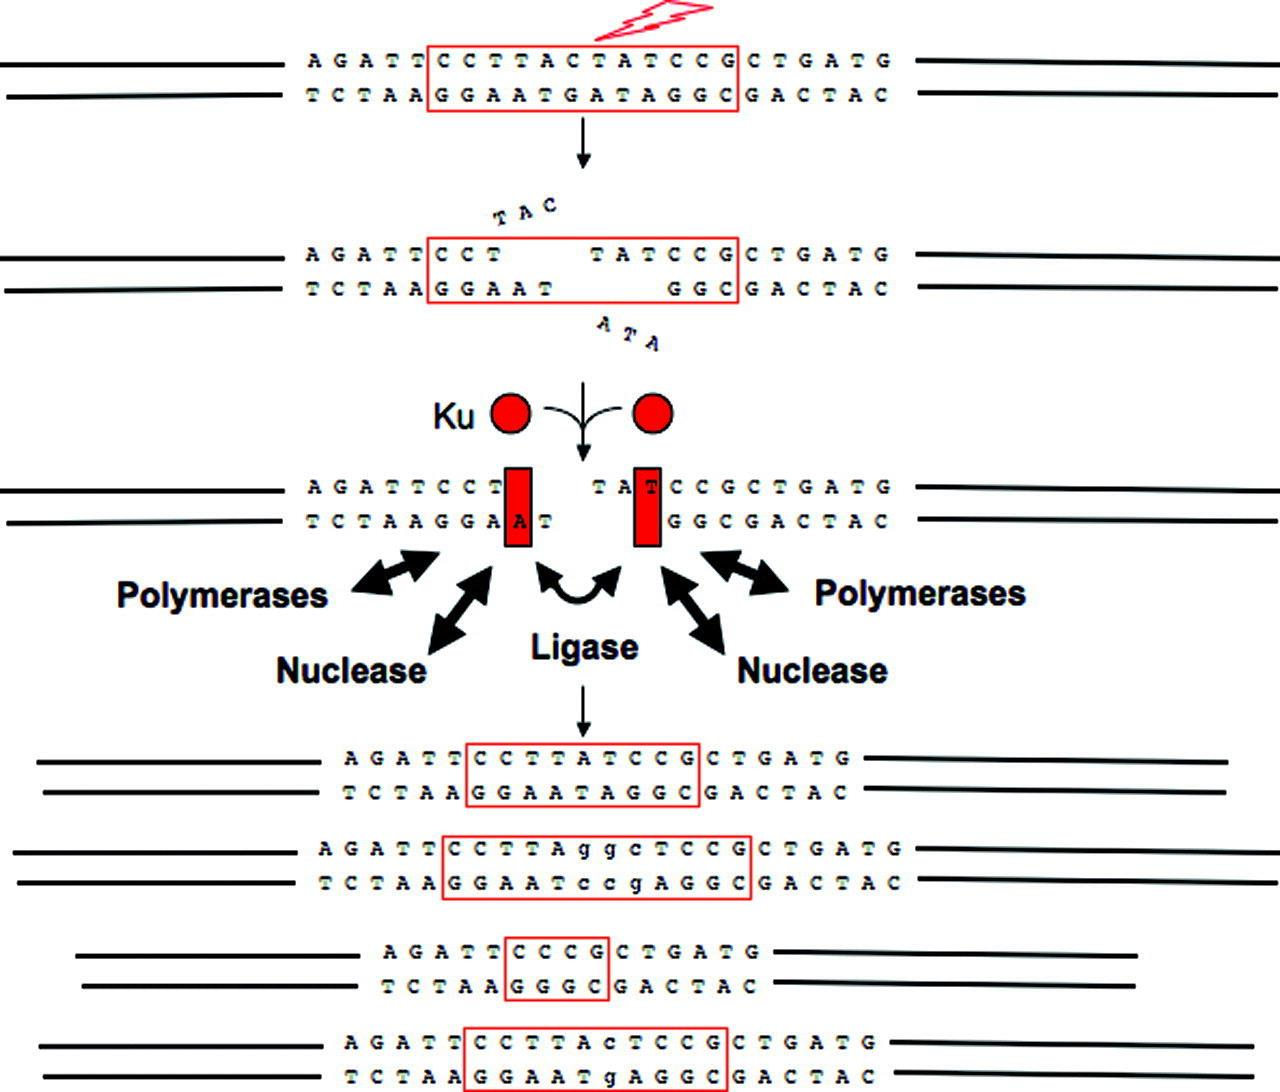 A G A T T C C T T A C T A T C C G C T G A T G
T C T A A G G A A T G A T A G G C G A C T A C
T A C
A G A T T C C T T A T C C G C T G A T G
T C T A A G G A A T G G C G A C T A C
A T A
Ku
A G A T T C C T T A T C C G C T G A T G
T C T A A G G A A T G G C G A C T A C
Polymerases Polymerases
Ligase
Nuclease Nuclease
A G A T T C C T T A T C C G C T G A T G
T C T A A G G A A T A G G C G A C T A C
A G A T T C C T T A g g c T C C G C T G A T G
T C T A A G G A A T c c g A G G C G A C T A C
A G A T T C C C G C T G A T G
T C T A A G G G C G A C T A C
A G A T T C C T T A c T C C G C T G A T G
T C T A A G G A A T g A G G C G A C T A C